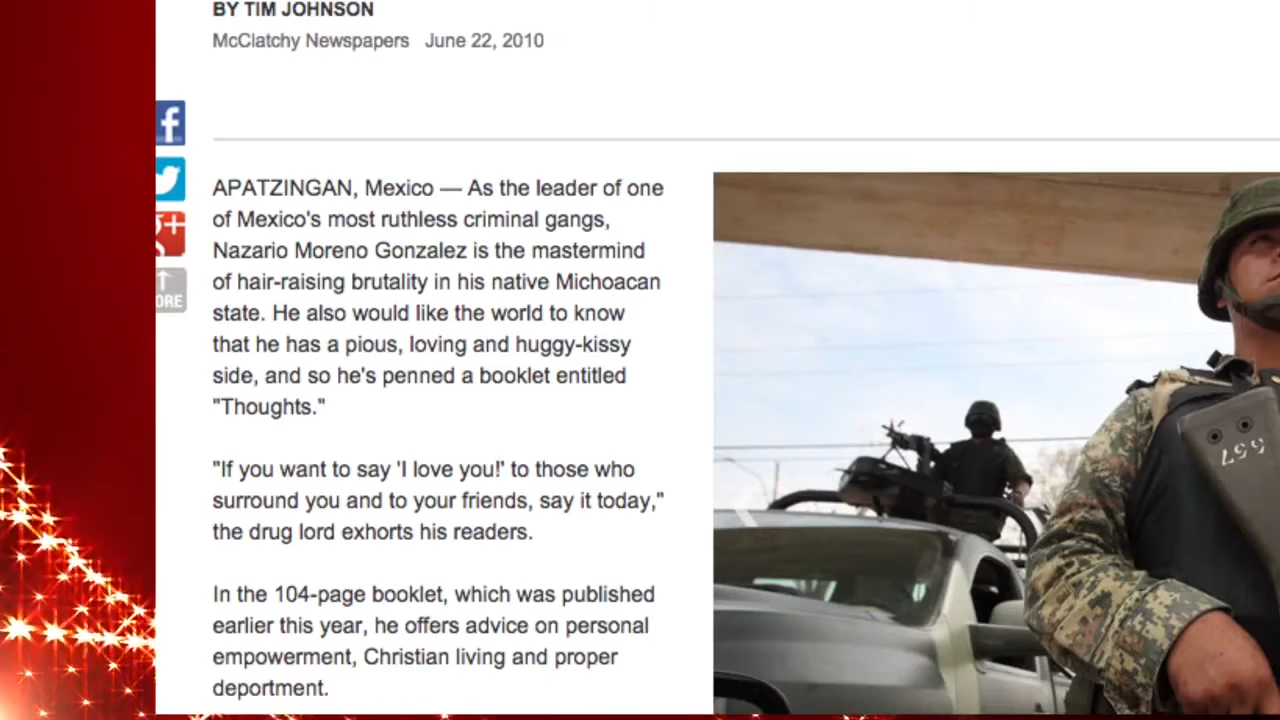 BY TIM JOHNSON
McClatchy Newspapers June 22, 2010
APATZINGAN, Mexico — As the leader of one
of Mexico's most ruthless criminal gangs,
Nazario Moreno Gonzalez is the mastermind
of hair-raising brutality in his native Michoacan
state. He also would like the world to know
that he has a pious, loving and huggy-kissy
side, and so he's penned a booklet entitled
"Thoughts."
"If you want to say 'I love you!' to those who
surround you and to your friends, say it today,"
the drug lord exhorts his readers.
In the 104-page booklet, which was published
earlier this year, he offers advice on personal
empowerment, Christian living and proper
department.